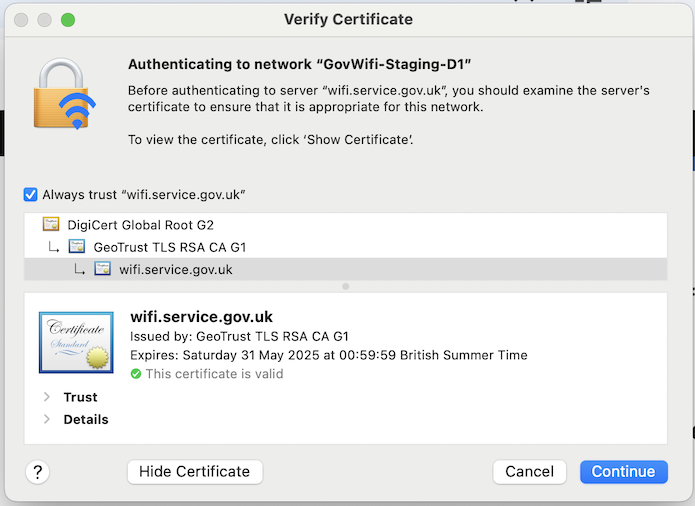 Verify Certificate
Authenticating to network “GovWifi-Staging-D1”
Before authenticating to server “wifi.service.gov.uk”, you should examine the server's
certificate to ensure that it is appropriate for this network.
To view the certificate, click ‘Show Certificate’.
Always trust “wifi.service.gov.uk”
DigiCert Global Root G2
GeoTrust TLS RSA CA G1
wifi.service.gov.uk
Certificate
Standard
wifi.service.gov.uk
Issued by: GeoTrust TLS RSA CA G1
Expires: Saturday 31 May 2025 at 00:59:59 British Summer Time
This certificate is valid
Trust
Details
?
Hide Certificate
Cancel
Continue